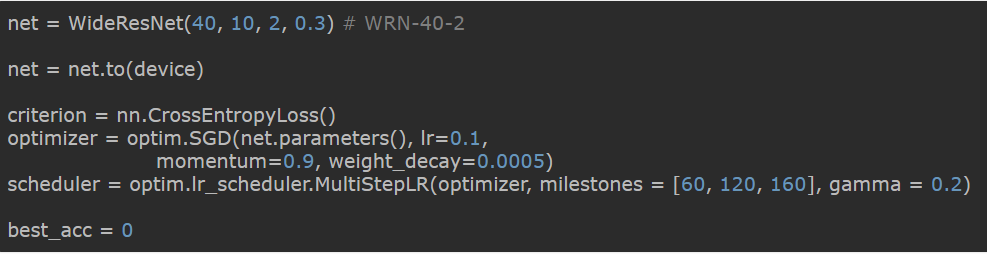 net = WideResNet(40, 10, 2, 0.3) # WRN-40-2
net = net.to(device)
criterion = nn.CrossEntropyLoss()
optimizer = optim.SGD(net.parameters(), lr=0.1,
momentum=0.9, weight_decay=0.0005)
scheduler = optim.lr_scheduler.MultiStepLR(optimizer, milestones = [60, 120, 160], gamma = 0.2)
best_acc = 0